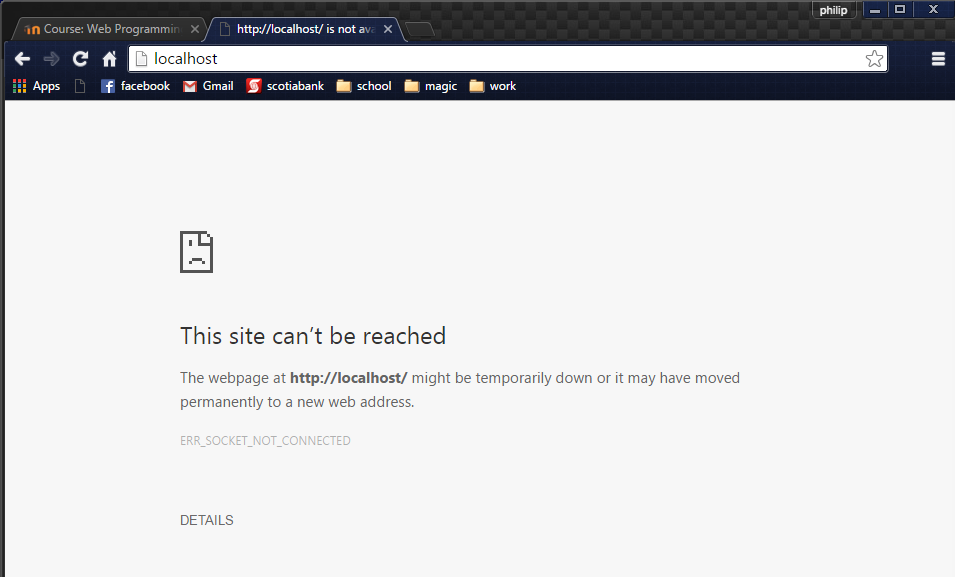 philip
Course: Web Programmin
http://localhost/ is not ava
localhost
Apps facebook Gmail scotiabank school magic work
This site can’t be reached
The webpage at http://localhost/ might be temporarily down or it may have moved
permanently to a new web address.
ERR_SOCKET_NOT_CONNECTED
DETAILS